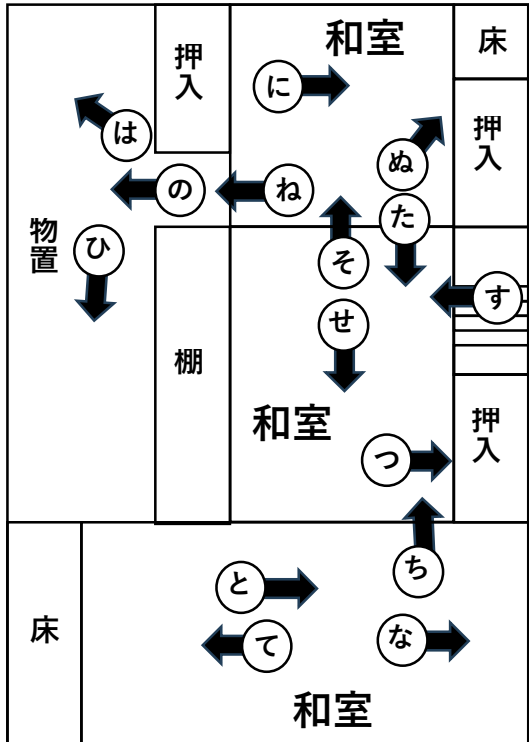 和室
床
押入
に
押入
は
ぬ
の
ね
た
物置
ひ
そ
す
せ
棚
和室
押入
つ
ち
と
床
て
な
和室